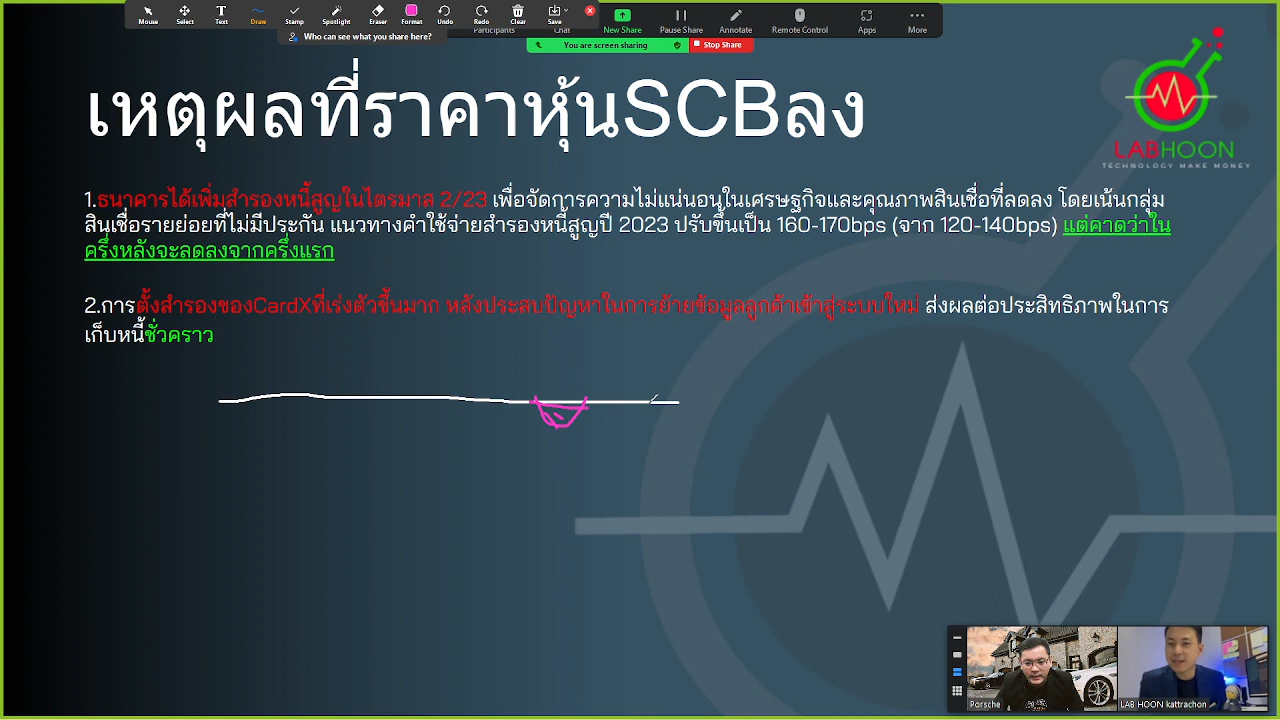 Mouse Select Text Draw Stamp Spotlight Eraser Format Undo Redo Clear Save
Participants Chat New Share Pause Share Annotate Remote Control Apps More
Who can see what you share here?
You are screen sharing Stop Share
เหตุผลที่ราคาหุ้นSCBลง
LABHOON
TECHNOLOGY MAKE MONEY
1.ธนาคารได้เพิ่มสำรองหนี้สูญในไตรมาส 2/23 เพื่อจัดการความไม่แน่นอนในเศรษฐกิจและคุณภาพสินเชื่อที่ลดลง โดยเน้นกลุ่ม
สินเชื่อรายย่อยที่ไม่มีประกัน แนวทางคำใช้จ่ายสำรองหนี้สูญปี 2023 ปรับขึ้นเป็น 160-170bps (จาก 120-140bps) แต่คาดว่าใน
ครึ่งหลังจะลดลงจากครึ่งแรก
2.การตั้งสำรองของCardXที่เร่งตัวขึ้นมาก หลังประสบปัญหาในการย้ายข้อมูลลูกค้าเข้าสู่ระบบใหม่ ส่งผลต่อประสิทธิภาพในการ
เก็บหนี้ชั่วคราว
Porsche
LAB HOON kattrachon